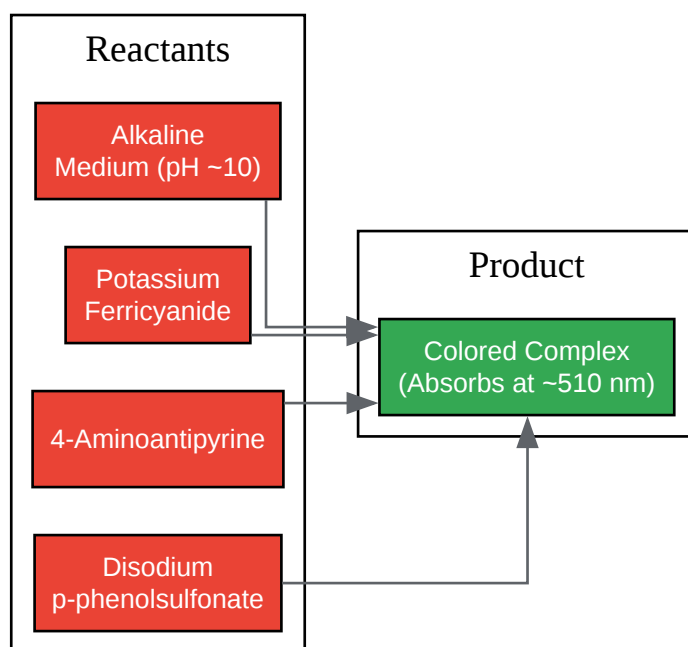 Reactants
Alkaline
Medium (pH ~10)
Potassium
Ferricyanide
4-Aminoantipyrine
Disodium
p-phenolsulfonate
Product
Colored Complex
(Absorbs at ~510 nm)